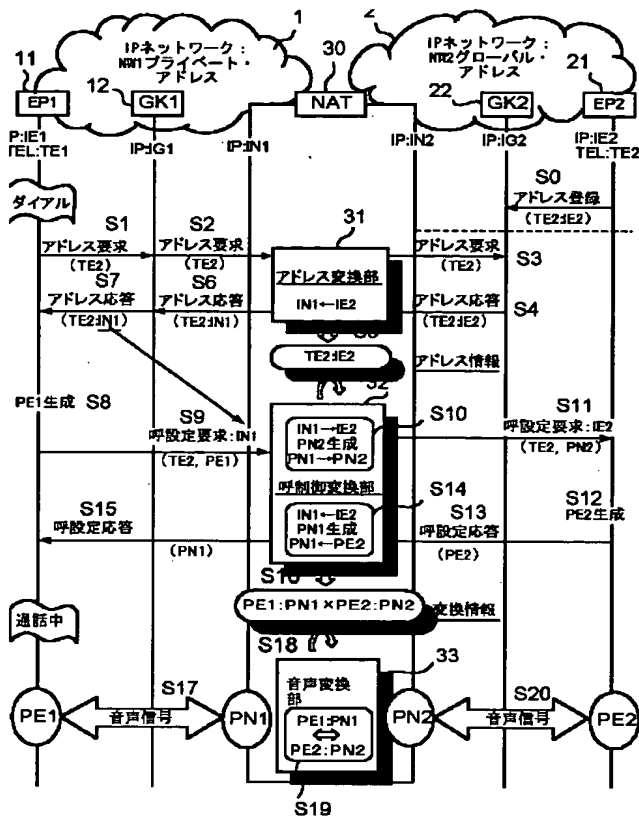 1
2
11
IPネットワーク:
NW1プライベート・
アドレス
30
IPネットワーク:
NW2グローバル・
アドレス
21
EP1
12
GK1
NAT
22
GK2
EP2
IP:IE1
TEL:TE1
IP:IG1
IP:IN1
IP:IN2
IP:IG2
IP:IE2
TEL:TE2
ダイアル
S0
アドレス登録
(TE2:IE2)
S1
アドレス要求
(TE2)
S2
アドレス要求
(TE2)
31
アドレス変換部
IN1←IE2
アドレス要求
(TE2)
S3
S7
アドレス応答
(TE2:IN1)
S6
アドレス応答
(TE2:IN1)
アドレス応答
(TE2:IE2)
S4
TE2:IE2
アドレス情報
32
PE1生成
S8
S9
呼設定要求:IN1
(TE2, PE1)
IN1→IE2
PN2生成
PN1→PN2
S10
S11
呼設定要求:IE2
(TE2, PN2)
呼制御変換部
S15
呼設定応答
(PN1)
IN1←IE2
PN1生成
PN1←PE2
S14
S13
呼設定応答
(PE2)
S12
PE2生成
S16
PE1:PN1×PE2:PN2
変換情報
通話中
S18
33
音声変換
部
PE1:PN1
⇔
PE2:PN2
PE1
S17
音声信号
PN1
PN2
S20
音声信号
PE2
S19